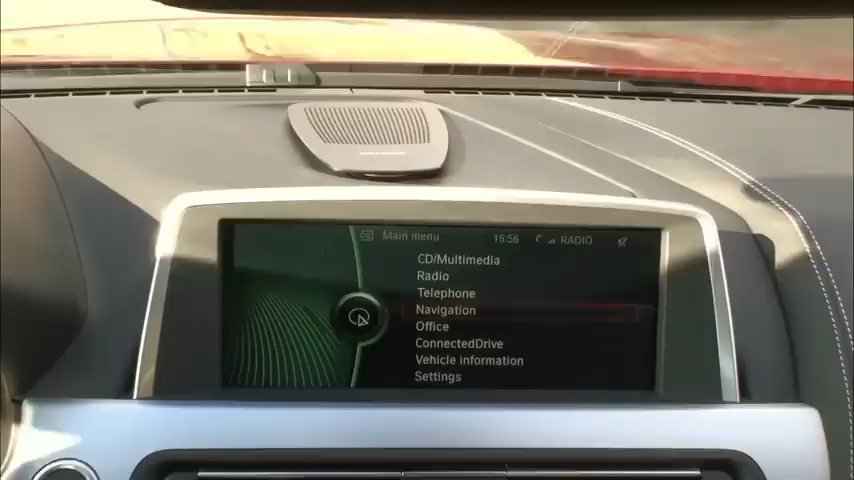 Main menu 16:56 RADIO
CD/Multimedia
Radio
Telephone
Navigation
Office
ConnectedDrive
Vehicle information
Settings